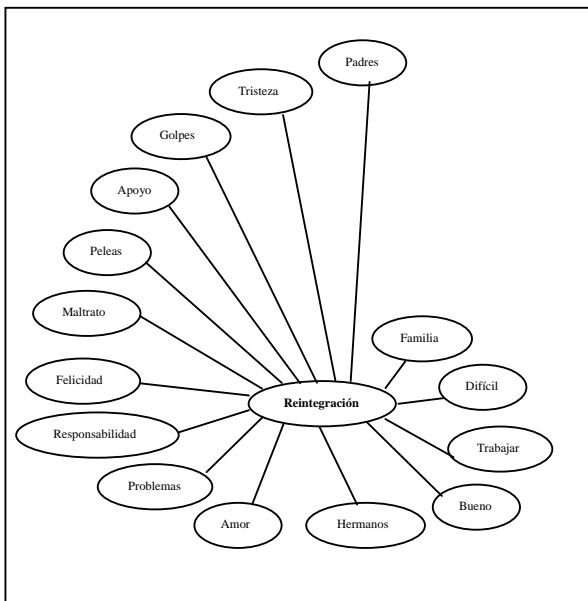 Padres
Tristeza
Golpes
Apoyo
Peleas
Maltrato
Familia
Felicidad
Difícil
Reintegración
Responsabilidad
Trabajar
Problemas
Bueno
Amor
Hermanos